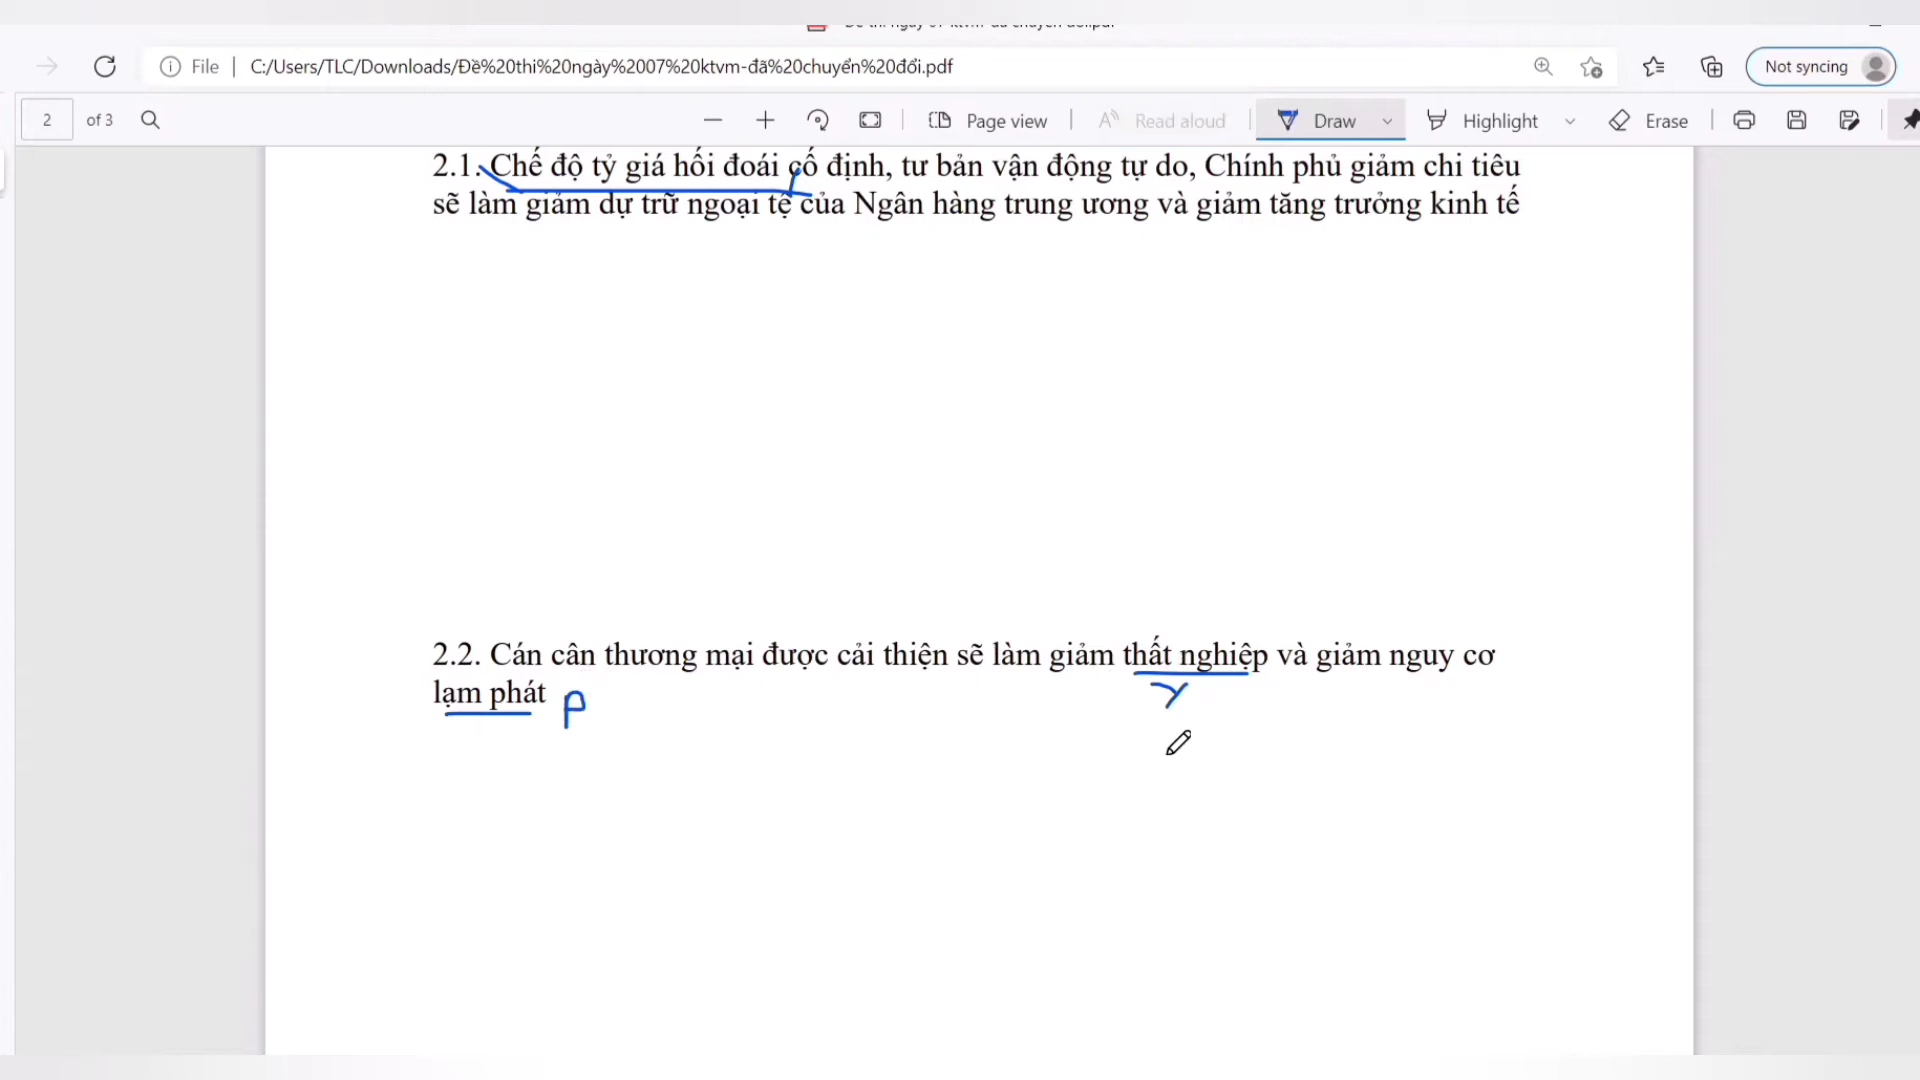 File C:/Users/TLC/Downloads/Đề%20thi%20ngày%2007%20ktvm-đã%20chuyển%20đổi.pdf Not syncing
2 of 3 Page view Read aloud Draw Highlight Erase
2.1. Chế độ tỷ giá hối đoái cố định, tư bản vận động tự do, Chính phủ giảm chi tiêu
sẽ làm giảm dự trữ ngoại tệ của Ngân hàng trung ương và giảm tăng trưởng kinh tế
2.2. Cán cân thương mại được cải thiện sẽ làm giảm thất nghiệp và giảm nguy cơ
lạm phát P
Y